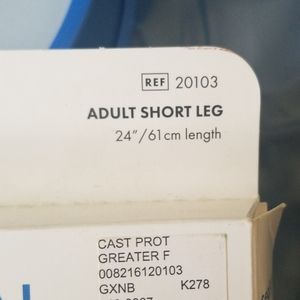 REF 20103
ADULT SHORT LEG
24"/61cm length
CAST PROT
GREATER F
008216120103
GXNB K278